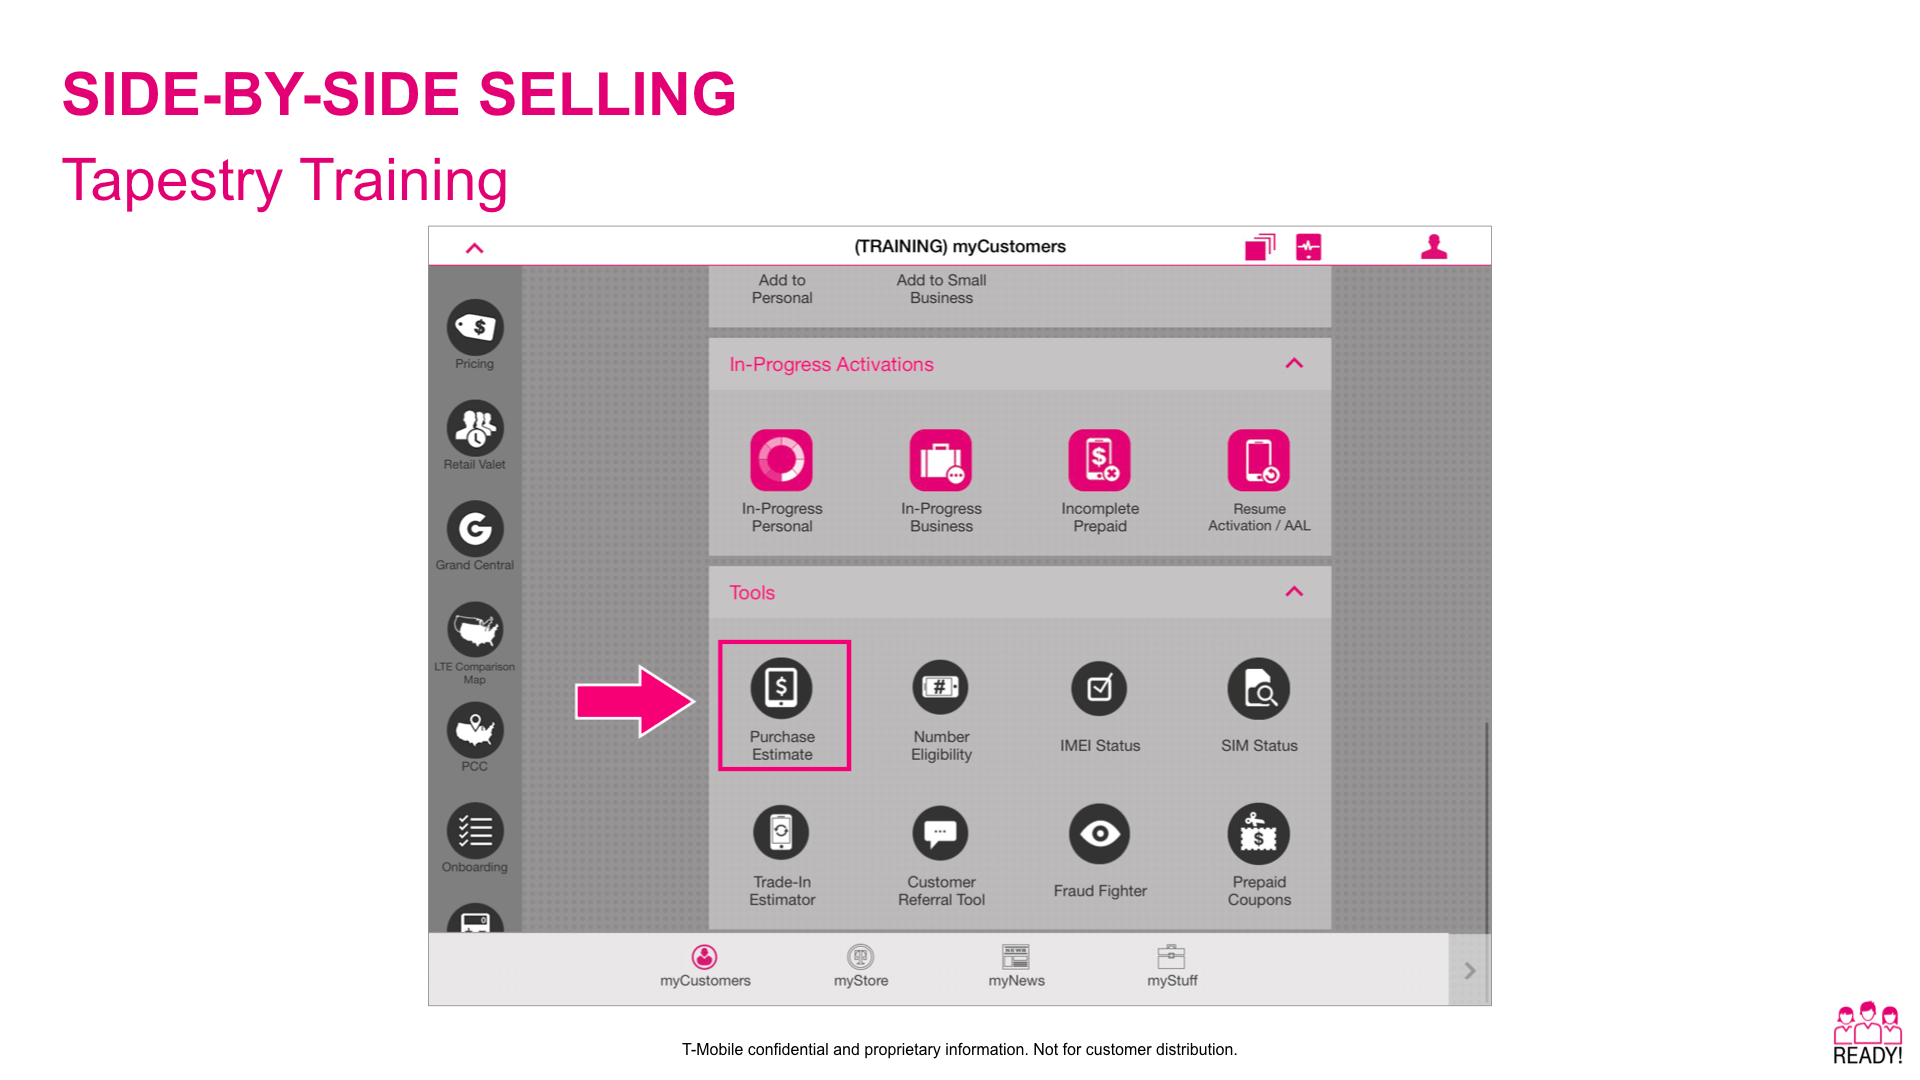 SIDE-BY-SIDE SELLING
Tapestry Training
(TRAINING) myCustomers
Add to
Personal
Add to Small
Business
Pricing
Retail Valet
Grand Central
LTE Comparison
Map
PCC
Onboarding
In-Progress Activations
$
In-Progress
Personal
In-Progress
Business
Incomplete
Prepaid
Resume
Activation / AAL
Tools
$
#
Purchase
Estimate
Number
Eligibility
IMEI Status
SIM Status
$
Trade-In
Estimator
Customer
Referral Tool
Fraud Fighter
Prepaid
Coupons
NEWS
myCustomers
myStore
myNews
myStuff
T-Mobile confidential and proprietary information. Not for customer distribution.
READY!